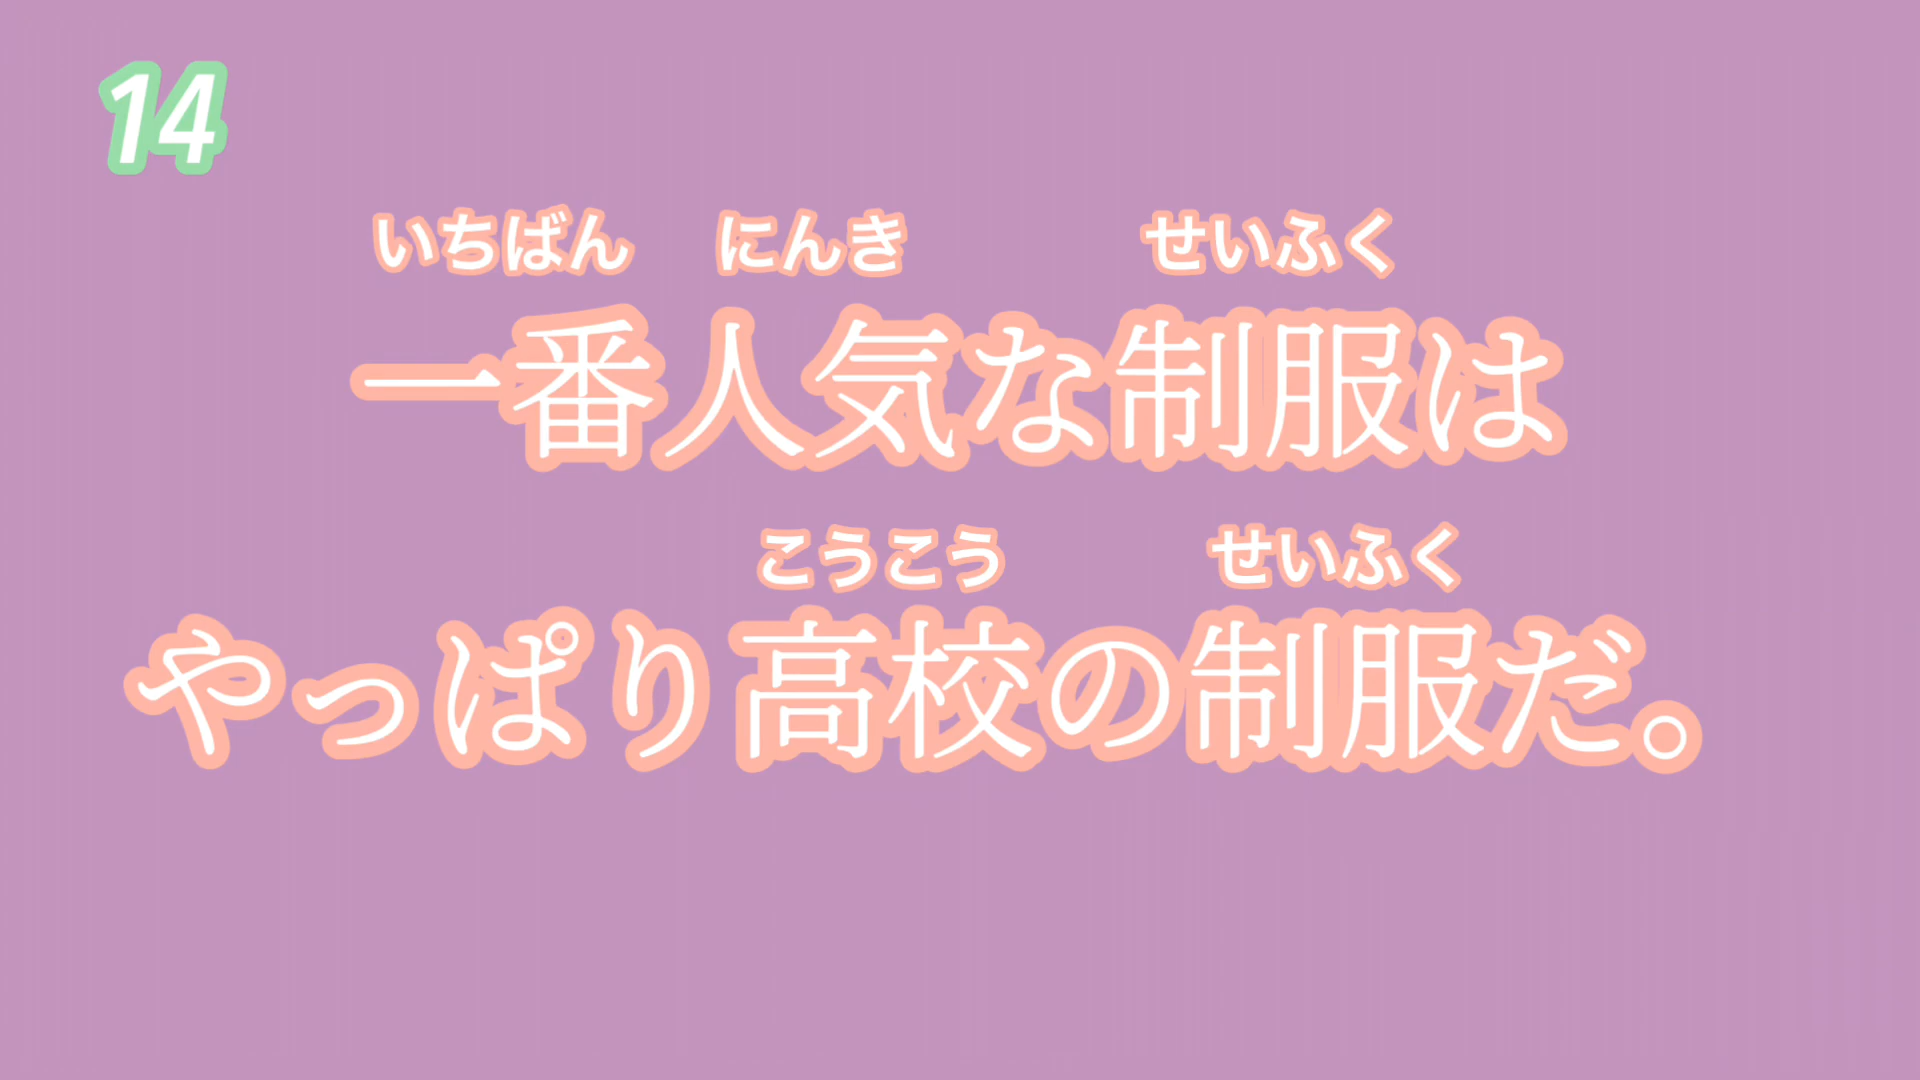 14
いちばん にんき せいふく
一番人気な制服は
こうこう せいふく
やっぱり高校の制服だ。